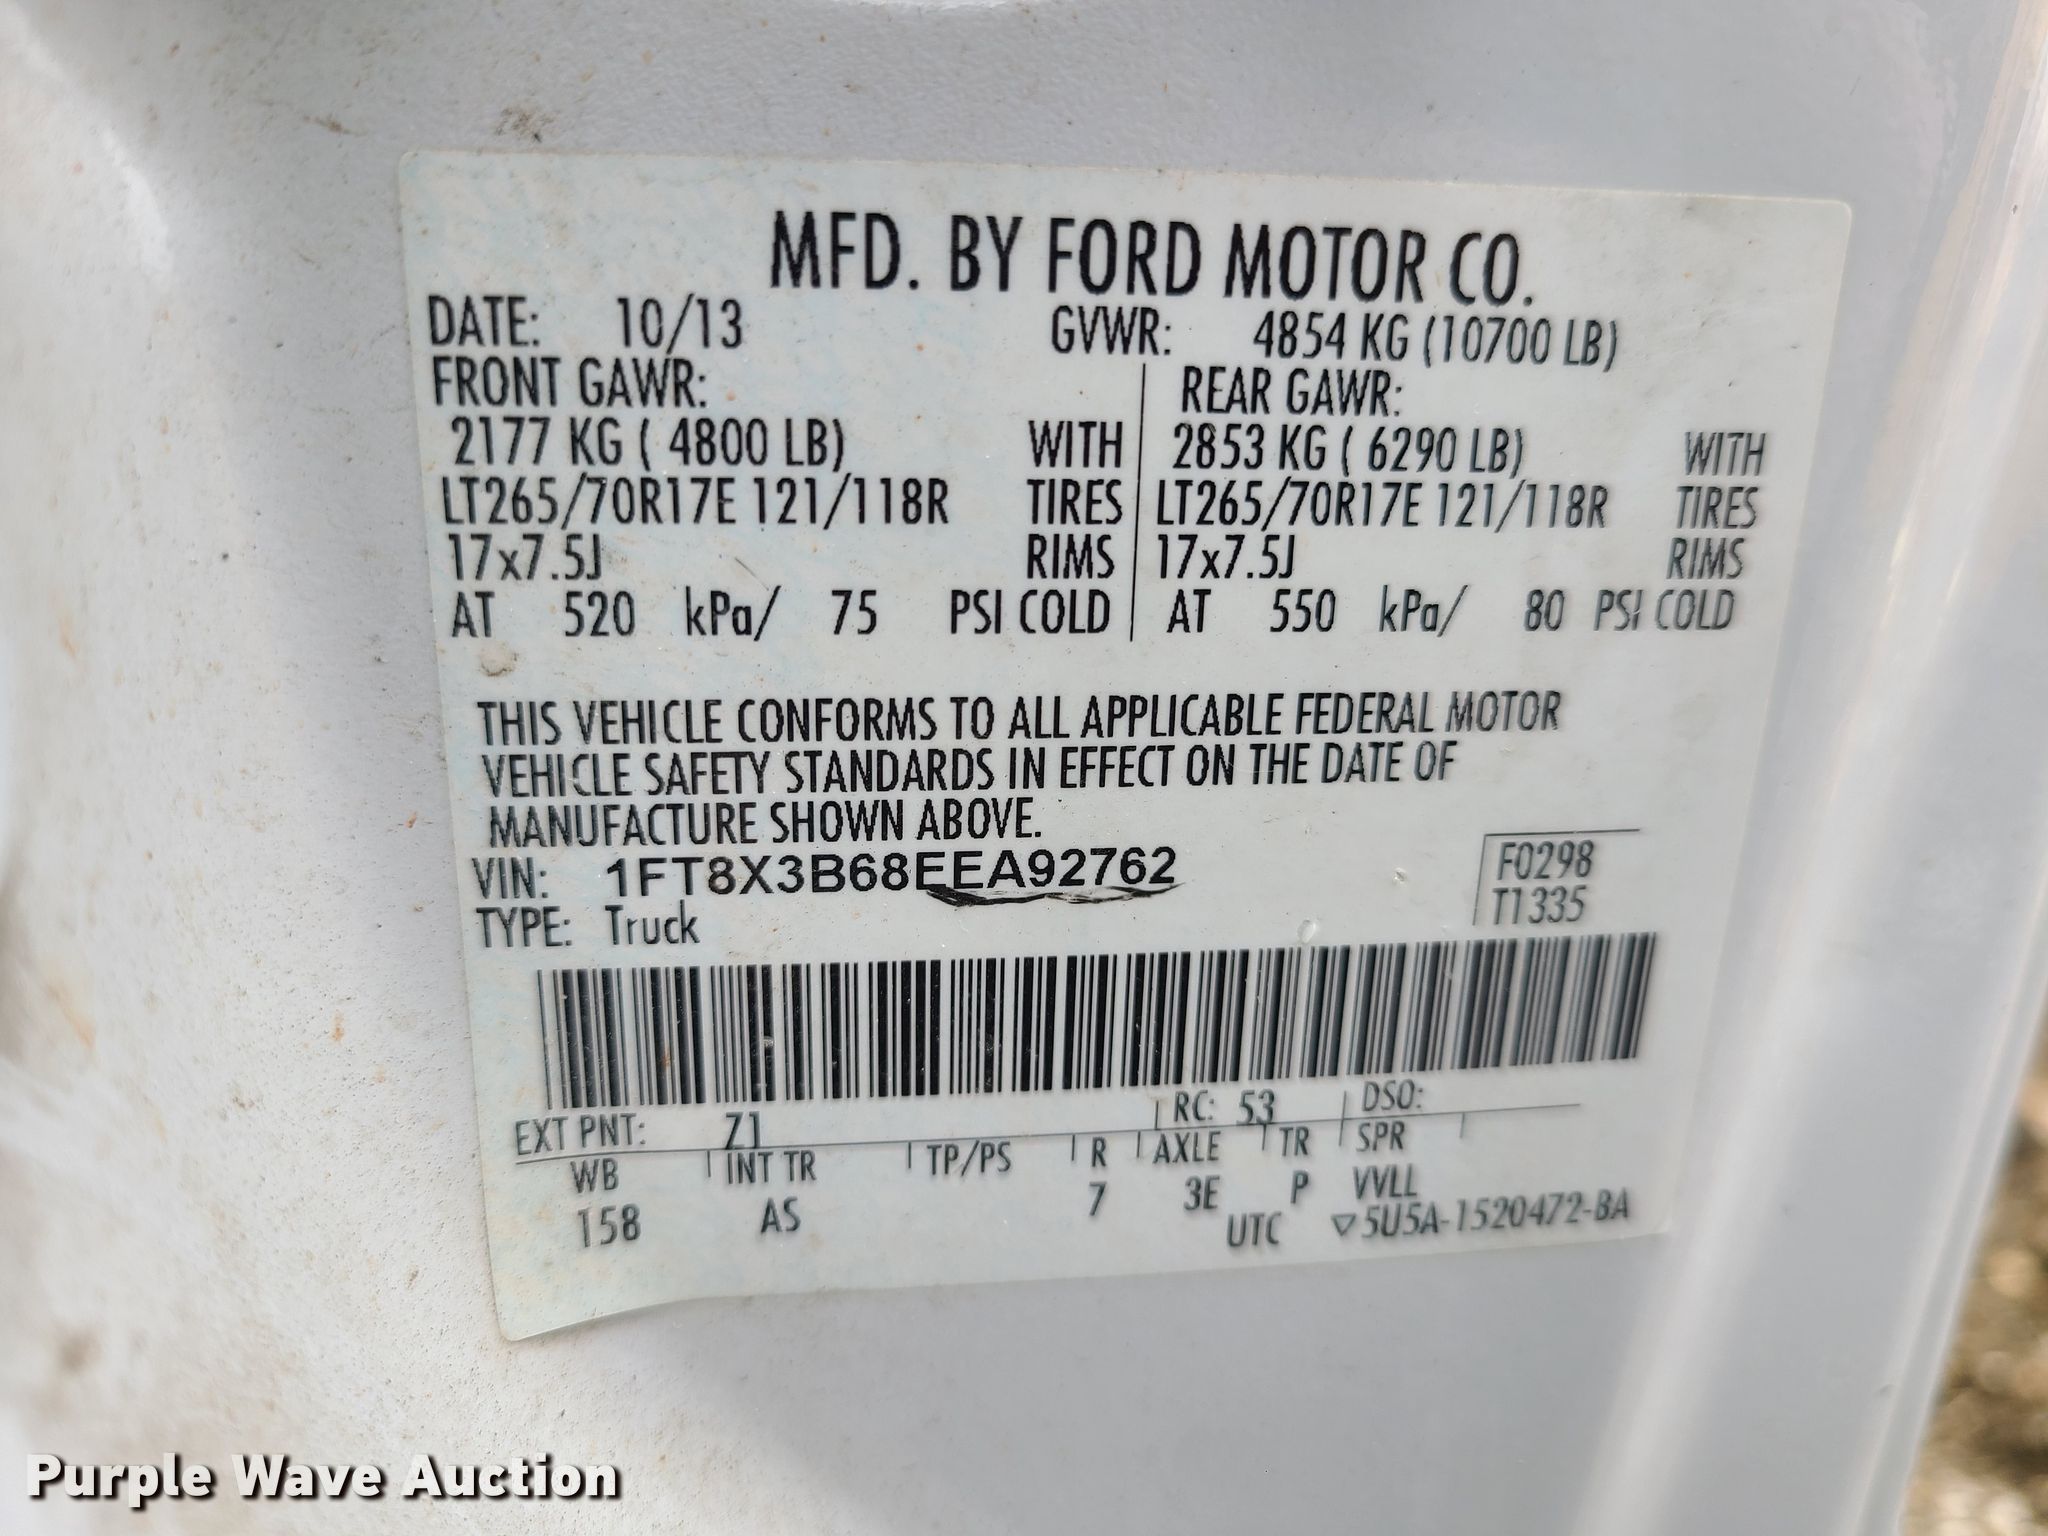 MFD. BY FORD MOTOR CO.
DATE: 10/13 GVWR: 4854 KG (10700 LB)
FRONT GAWR: REAR GAWR:
2177 KG ( 4800 LB) WITH 2853 KG ( 6290 LB) WITH
LT265/70R17E 121/118R TIRES LT265/70R17E 121/118R TIRES
17x7.5J RIMS 17x7.5J RIMS
AT 520 kPa/ 75 PSI COLD AT 550 kPa/ 80 PSI COLD
THIS VEHICLE CONFORMS TO ALL APPLICABLE FEDERAL MOTOR
VEHICLE SAFETY STANDARDS IN EFFECT ON THE DATE OF
MANUFACTURE SHOWN ABOVE.
VIN: 1FT8X3B68EEA92762 F0298
TYPE: Truck T1335
EXT PNT: Z1 RC: 53 DSO:
WB INT TR TP/PS R AXLE TR SPR
158 AS 7 3E P VVLL
UTC ▽5U5A-1520472-BA
Purple Wave Auction